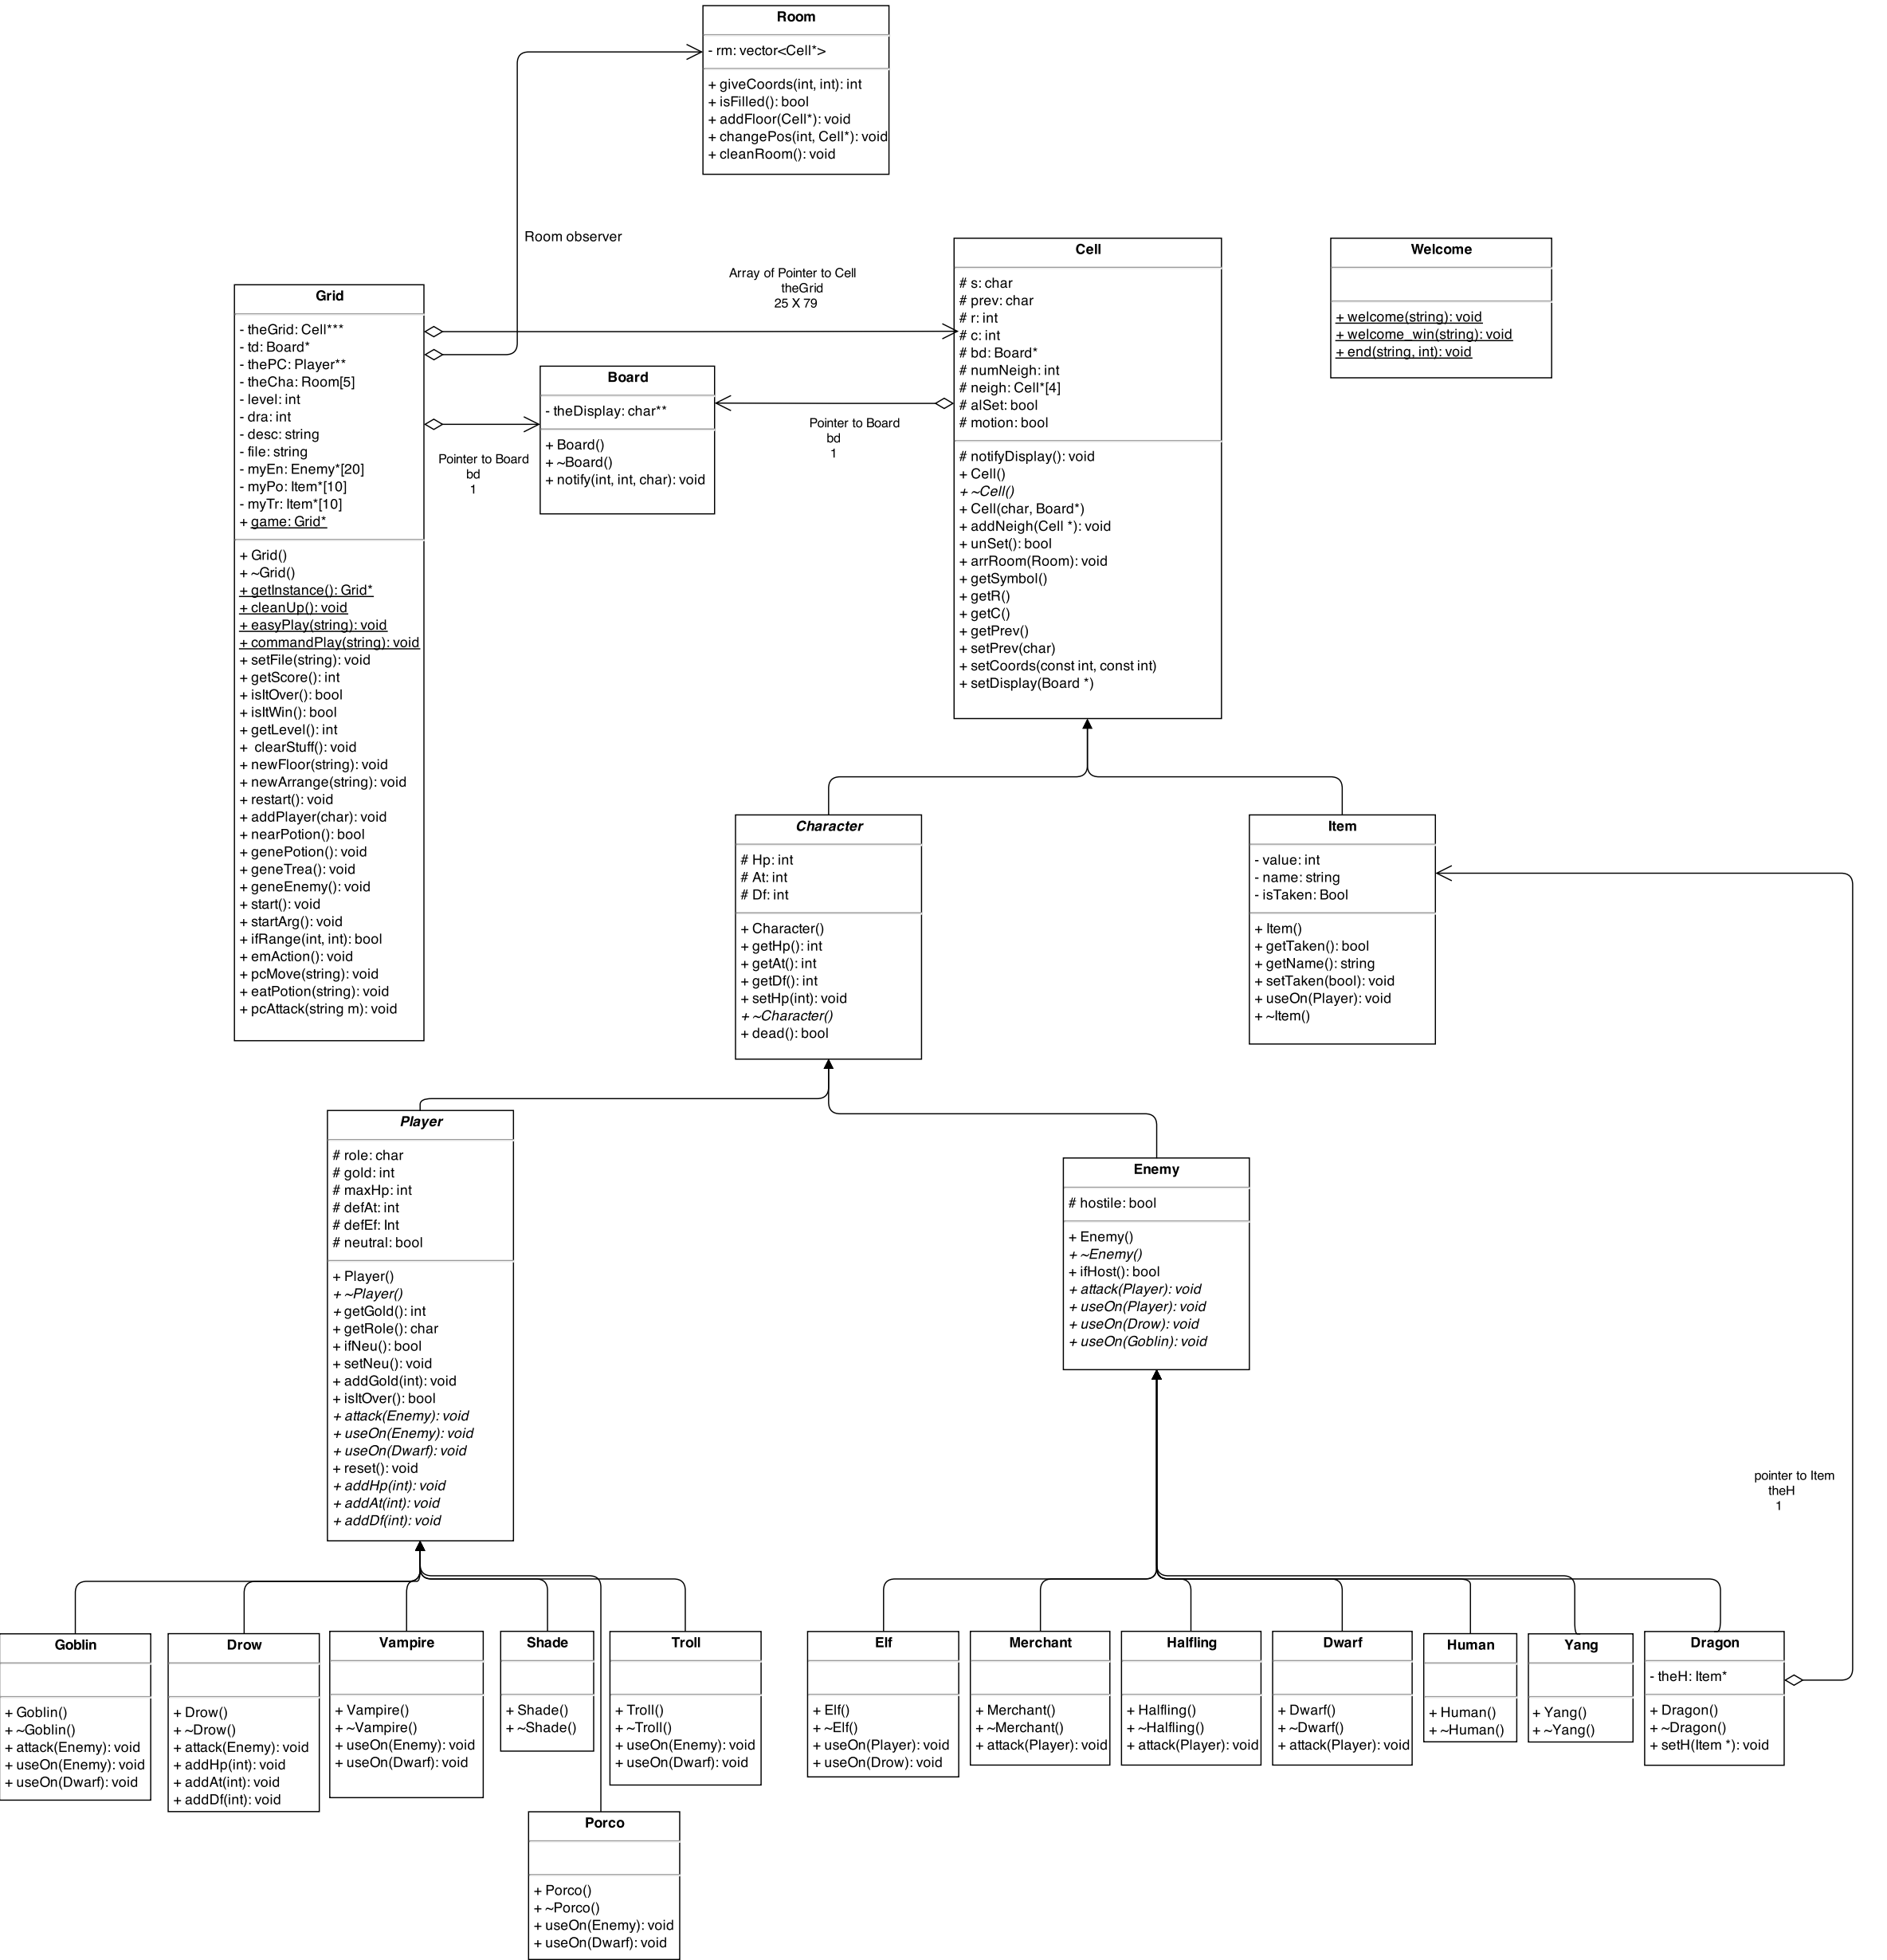 Room
- rm: vector<Cell*>
+ giveCoords(int, int): int
+ isFilled(): bool
+ addFloor(Cell*): void
+ changePos(int, Cell*): void
+ cleanRoom(): void
Room observer
Array of Pointer to Cell
theGrid
25 X 79
Grid
- theGrid: Cell***
- td: Board*
- thePC: Player**
- theCha: Room[5]
- level: int
- dra: int
- desc: string
- file: string
- myEn: Enemy*[20]
- myPo: Item*[10]
- myTr: Item*[10]
+ game: Grid*
+ Grid()
+ ~Grid()
+ getInstance(): Grid*
+ cleanUp(): void
+ easyPlay(string): void
+ commandPlay(string): void
+ setFile(string): void
+ getScore(): int
+ isItOver(): bool
+ isItWin(): bool
+ getLevel(): int
+ clearStuff(): void
+ newFloor(string): void
+ newArrange(string): void
+ restart(): void
+ addPlayer(char): void
+ nearPotion(): bool
+ genePotion(): void
+ geneTrea(): void
+ geneEnemy(): void
+ start(): void
+ startArg(): void
+ ifRange(int, int): bool
+ emAction(): void
+ pcMove(string): void
+ eatPotion(string): void
+ pcAttack(string m): void
Pointer to Board
bd
1
Board
- theDisplay: char**
+ Board()
+ ~Board()
+ notify(int, int, char): void
Pointer to Board
bd
1
Cell
# s: char
# prev: char
# r: int
# c: int
# bd: Board*
# numNeigh: int
# neigh: Cell*[4]
# alSet: bool
# motion: bool
# notifyDisplay(): void
+ Cell()
+ ~Cell()
+ Cell(char, Board*)
+ addNeigh(Cell *): void
+ unSet(): bool
+ arrRoom(Room): void
+ getSymbol()
+ getR()
+ getC()
+ getPrev()
+ setPrev(char)
+ setCoords(const int, const int)
+ setDisplay(Board *)
Welcome
+ welcome(string): void
+ welcome_win(string): void
+ end(string, int): void
Character
# Hp: int
# At: int
# Df: int
+ Character()
+ getHp(): int
+ getAt(): int
+ getDf(): int
+ setHp(int): void
+ ~Character()
+ dead(): bool
Item
- value: int
- name: string
- isTaken: Bool
+ Item()
+ getTaken(): bool
+ getName(): string
+ setTaken(bool): void
+ useOn(Player): void
+ ~Item()
Player
# role: char
# gold: int
# maxHp: int
# defAt: int
# defEf: Int
# neutral: bool
+ Player()
+ ~Player()
+ getGold(): int
+ getRole(): char
+ ifNeu(): bool
+ setNeu(): void
+ addGold(int): void
+ isItOver(): bool
+ attack(Enemy): void
+ useOn(Enemy): void
+ useOn(Dwarf): void
+ reset(): void
+ addHp(int): void
+ addAt(int): void
+ addDf(int): void
Enemy
# hostile: bool
+ Enemy()
+ ~Enemy()
+ ifHost(): bool
+ attack(Player): void
+ useOn(Player): void
+ useOn(Drow): void
+ useOn(Goblin): void
pointer to Item
theH
1
Goblin
+ Goblin()
+ ~Goblin()
+ attack(Enemy): void
+ useOn(Enemy): void
+ useOn(Dwarf): void
Drow
+ Drow()
+ ~Drow()
+ attack(Enemy): void
+ addHp(int): void
+ addAt(int): void
+ addDf(int): void
Vampire
+ Vampire()
+ ~Vampire()
+ useOn(Enemy): void
+ useOn(Dwarf): void
Shade
+ Shade()
+ ~Shade()
Troll
+ Troll()
+ ~Troll()
+ useOn(Enemy): void
+ useOn(Dwarf): void
Porco
+ Porco()
+ ~Porco()
+ useOn(Enemy): void
+ useOn(Dwarf): void
Elf
+ Elf()
+ ~Elf()
+ useOn(Player): void
+ useOn(Drow): void
Merchant
+ Merchant()
+ ~Merchant()
+ attack(Player): void
Halfling
+ Halfling()
+ ~Halfling()
+ attack(Player): void
Dwarf
+ Dwarf()
+ ~Dwarf()
+ attack(Player): void
Human
+ Human()
+ ~Human()
Yang
+ Yang()
+ ~Yang()
Dragon
- theH: Item*
+ Dragon()
+ ~Dragon()
+ setH(Item *): void